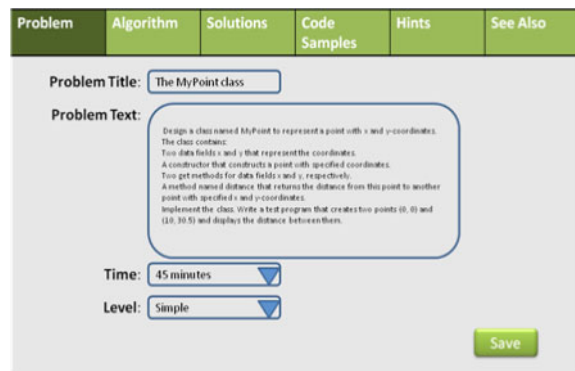 Problem Algorithm Solutions Code Samples Hints See Also
Problem Title: The MyPoint class
Problem Text:
Design a class named MyPoint to represent a point with x and y-coordinates.
The class contains:
Two data fields x and y that represent the coordinates.
A constructor that constructs a point with specified coordinates.
Two get methods for data fields x and y, respectively.
A method named distance that returns the distance from this point to another
point with specified x and y-coordinates.
Implement the class. Write a test program that creates two points (0, 0) and
(10, 30.5) and displays the distance between them.
Time: 45 minutes
Level: Simple
Save